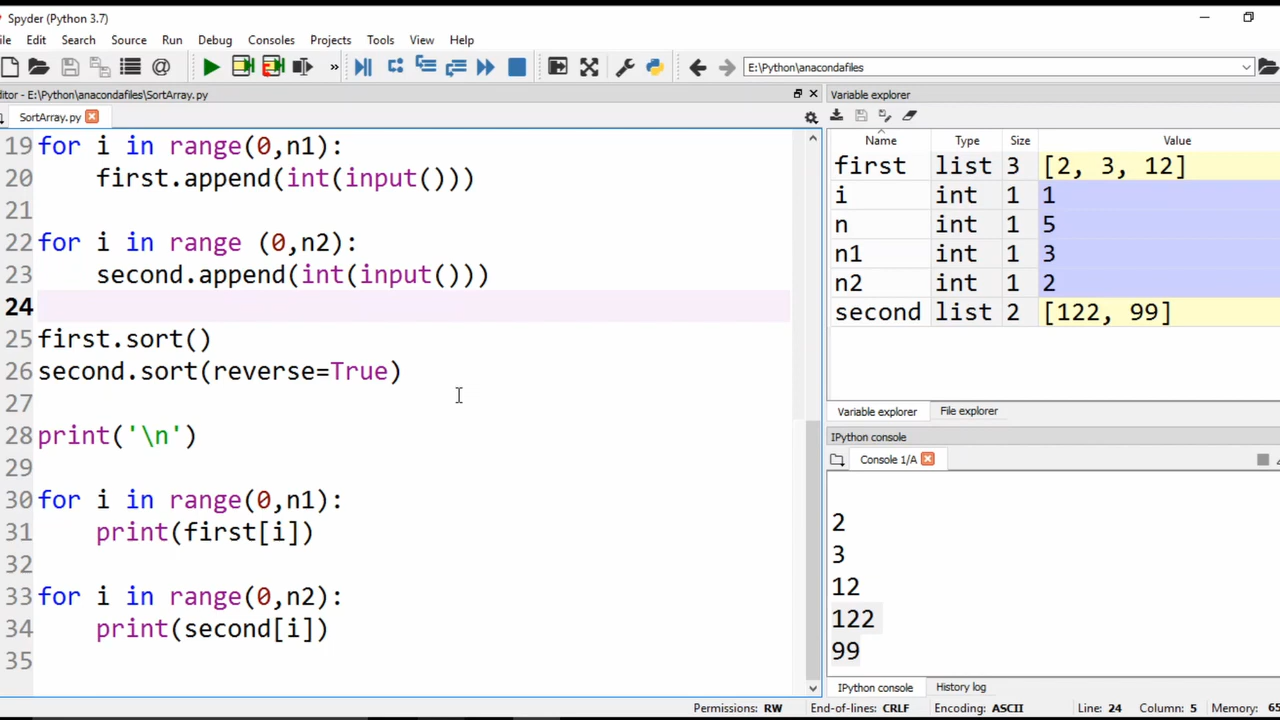 Spyder (Python 3.7)
ile Edit Search Source Run Debug Consoles Projects Tools View Help
@ » E:\Python\anacondafiles
ditor - E:\Python\anacondafiles\SortArray.py
SortArray.py
19 for i in range(0,n1):
20     first.append(int(input()))
21
22 for i in range (0,n2):
23     second.append(int(input()))
24
25 first.sort()
26 second.sort(reverse=True)
27
28 print('\n')
29
30 for i in range(0,n1):
31     print(first[i])
32
33 for i in range(0,n2):
34     print(second[i])
35
Variable explorer
Name Type Size Value
first list 3 [2, 3, 12]
i int 1 1
n int 1 5
n1 int 1 3
n2 int 1 2
second list 2 [122, 99]
Variable explorer File explorer
IPython console
Console 1/A
2
3
12
122
99
IPython console History log
Permissions: RW End-of-lines: CRLF Encoding: ASCII Line: 24 Column: 5 Memory: 65